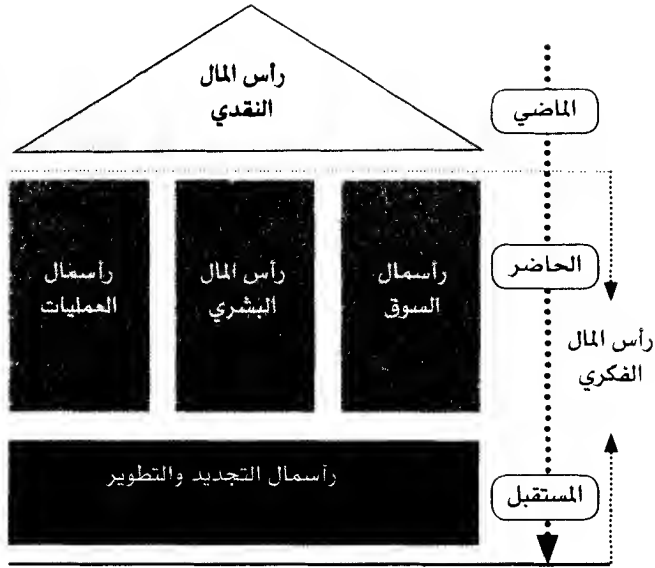 رأس المال
النقدي
الماضي
رأسمال
السوق
رأس المال
البشري
رأسمال
العمليات
الحاضر
رأس المال
الفكري
رأسمال التجديد والتطوير
المستقبل